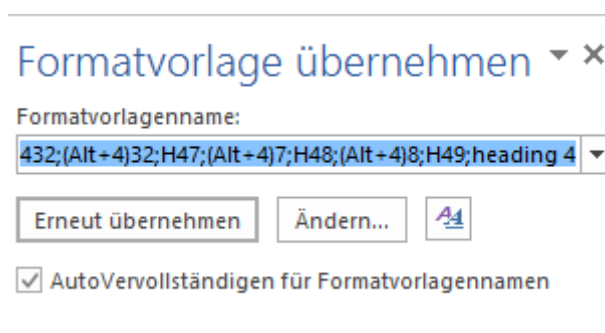 Formatvorlage übernehmen
Formatvorlagenname:
432;(Alt+4)32;H47;(Alt+4)7;H48;(Alt+4)8;H49;heading 4
Erneut übernehmen Ändern...
AutoVervollständigen für Formatvorlagennamen